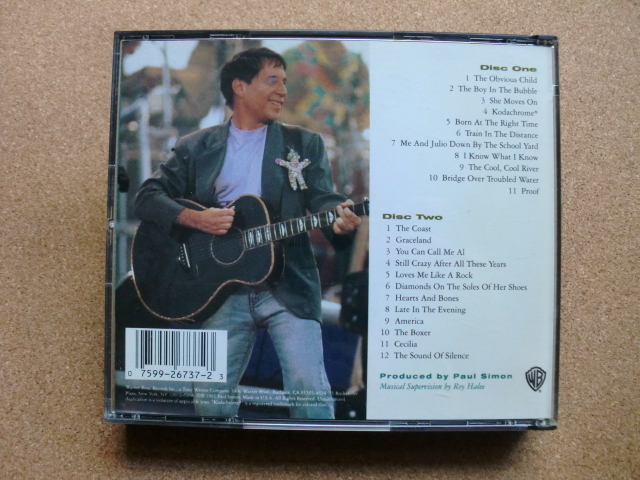 Disc One
1 The Obvious Child
2 The Boy In The Bubble
3 She Moves On
4 Kodachrome*
5 Born At The Right Time
6 Train In The Distance
7 Me And Julio Down By The School Yard
8 I Know What I Know
9 The Cool, Cool River
10 Bridge Over Troubled Water
11 Proof
Disc Two
1 The Coast
2 Graceland
3 You Can Call Me Al
4 Still Crazy After All These Years
5 Loves Me Like A Rock
6 Diamonds On The Soles Of Her Shoes
7 Hearts And Bones
8 Late In The Evening
9 America
10 The Boxer
11 Cecilia
12 The Sound Of Silence
Produced by Paul Simon
Musical Supervision by Roy Halee
WB
0 7599-26737-2 3